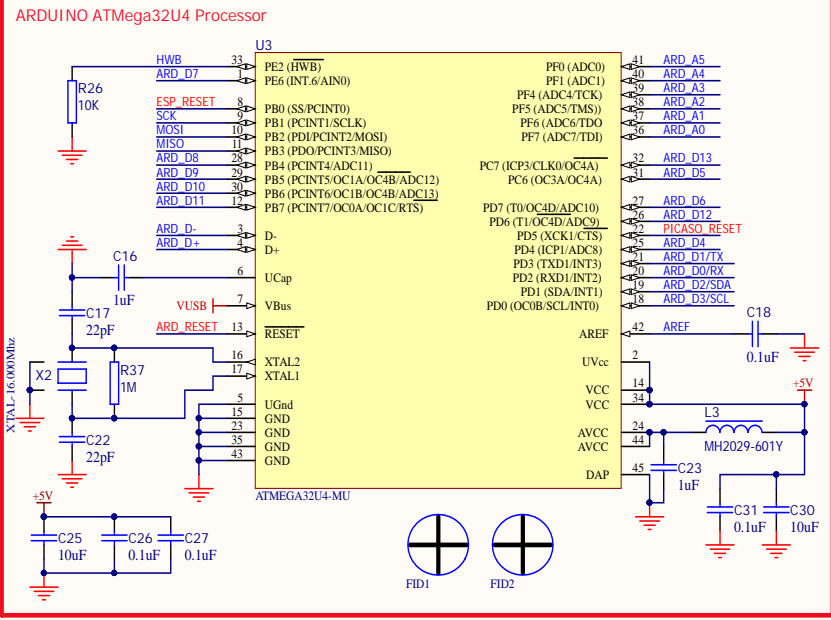 ARDUINO ATMega32U4 Processor
U3
HWB 33 PE2 (HWB) PF0 (ADC0) 41 ARD_A5
ARD_D7 1 PE6 (INT.6/AIN0) PF1 (ADC1) 40 ARD_A4
R26
10K
PF4 (ADC4/TCK) 39 ARD_A3
ESP_RESET 8 PB0 (SS/PCINT0) PF5 (ADC5/TMS)) 38 ARD_A2
SCK 9 PB1 (PCINT1/SCLK) PF6 (ADC6/TDO 37 ARD_A1
MOSI 10 PB2 (PDI/PCINT2/MOSI) PF7 (ADC7/TDI) 36 ARD_A0
MISO 11 PB3 (PDO/PCINT3/MISO)
ARD_D8 28 PB4 (PCINT4/ADC11) PC7 (ICP3/CLK0/OC4A) 32 ARD_D13
ARD_D9 29 PB5 (PCINT5/OC1A/OC4B/ADC12) PC6 (OC3A/OC4A) 31 ARD_D5
ARD_D10 30 PB6 (PCINT6/OC1B/OC4B/ADC13)
ARD_D11 12 PB7 (PCINT7/OC0A/OC1C/RTS) PD7 (T0/OC4D/ADC10) 27 ARD_D6
PD6 (T1/OC4D/ADC9) 26 ARD_D12
ARD_D- 3 D- PD5 (XCK1/CTS) 22 PICASO_RESET
ARD_D+ 4 D+ PD4 (ICP1/ADC8) 25 ARD_D4
PD3 (TXD1/INT3) 21 ARD_D1/TX
C16
1uF
6 UCap PD2 (RXD1/INT2) 20 ARD_D0/RX
PD1 (SDA/INT1) 19 ARD_D2/SDA
VUSB 7 VBus PD0 (OC0B/SCL/INT0) 18 ARD_D3/SCL
C17
22pF
ARD_RESET 13 RESET AREF 42 AREF
C18
0.1uF
XTAL-16.000Mhz
X2
R37
1M
16 XTAL2 UVcc 2
17 XTAL1
VCC 14
+5V
5 UGnd VCC 34
15 GND
23 GND AVCC 24
35 GND AVCC 44
43 GND
L3
MH2029-601Y
C22
22pF
DAP 45
C23
1uF
ATMEGA32U4-MU
+5V
C25
10uF
C26
0.1uF
C27
0.1uF
C31
0.1uF
C30
10uF
FID1
FID2